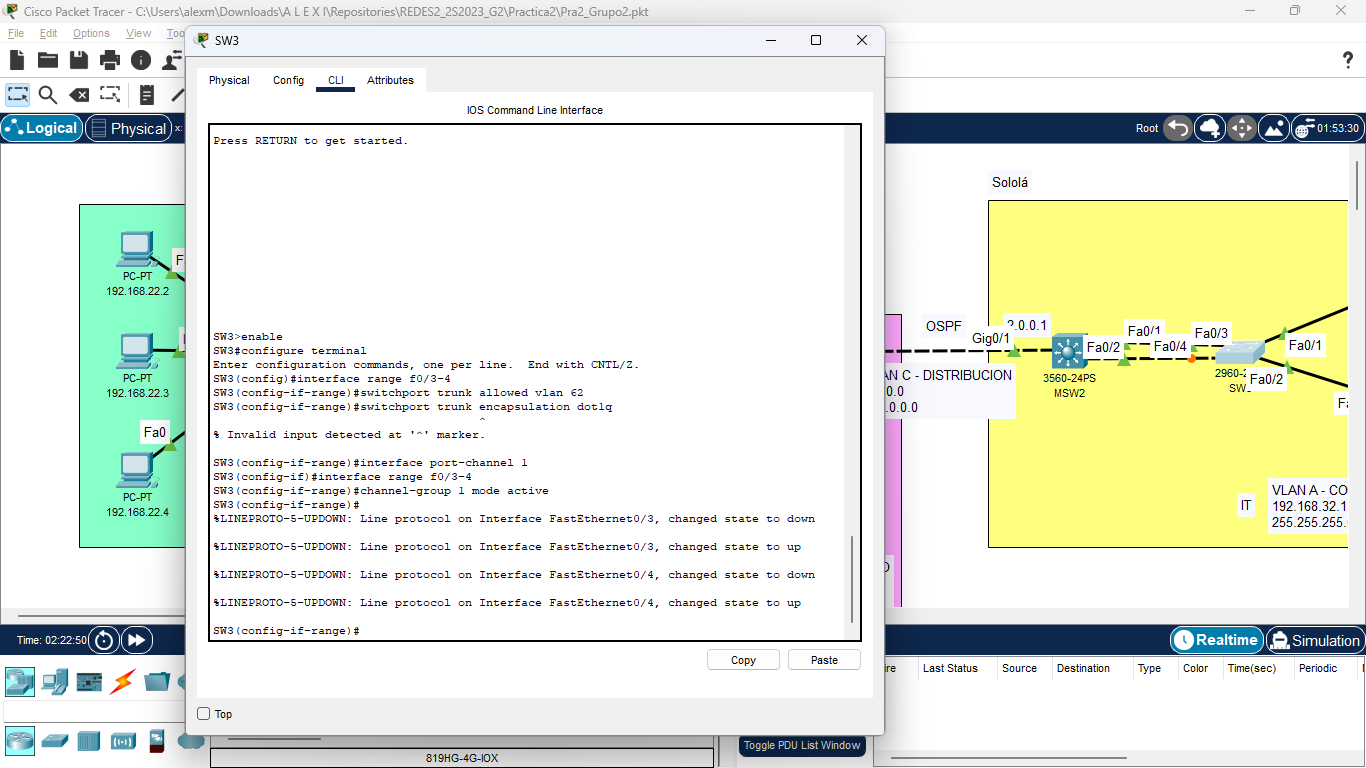 Cisco Packet Tracer - C:\Users\alexm\Downloads\A L E X I\Repositories\REDES2_2S2023_G2\Practica2\Pra2_Grupo2.pkt
File Edit Options View Too
SW3
Physical Config CLI Attributes
IOS Command Line Interface
Logical
Physical
x:
Root
01:53:30
Press RETURN to get started.
SW3>enable
SW3#configure terminal
Enter configuration commands, one per line. End with CNTL/Z.
SW3(config)#interface range f0/3-4
SW3(config-if-range)#switchport trunk allowed vlan 62
SW3(config-if-range)#switchport trunk encapsulation dot1q
^
% Invalid input detected at '^' marker.
SW3(config-if-range)#interface port-channel 1
SW3(config-if)#interface range f0/3-4
SW3(config-if-range)#channel-group 1 mode active
SW3(config-if-range)#
%LINEPROTO-5-UPDOWN: Line protocol on Interface FastEthernet0/3, changed state to down
%LINEPROTO-5-UPDOWN: Line protocol on Interface FastEthernet0/3, changed state to up
%LINEPROTO-5-UPDOWN: Line protocol on Interface FastEthernet0/4, changed state to down
%LINEPROTO-5-UPDOWN: Line protocol on Interface FastEthernet0/4, changed state to up
SW3(config-if-range)#
Copy
Paste
Top
F
PC-PT
192.168.22.2
PC-PT
192.168.22.3
Fa0
PC-PT
192.168.22.4
Sololá
OSPF
2.0.0.1
Gig0/1
Fa0/1
Fa0/3
Fa0/2
Fa0/4
Fa0/1
3560-24PS
MSW2
2960-2
SW
Fa0/2
Fa
AN C - DISTRIBUCION
0.0
.0.0.0
IT
VLAN A - CO
192.168.32.1
255.255.255.
Time: 02:22:50
Realtime
Simulation
ire
Last Status
Source
Destination
Type
Color
Time(sec)
Periodic
Toggle PDU List Window
819HG-4G-IOX